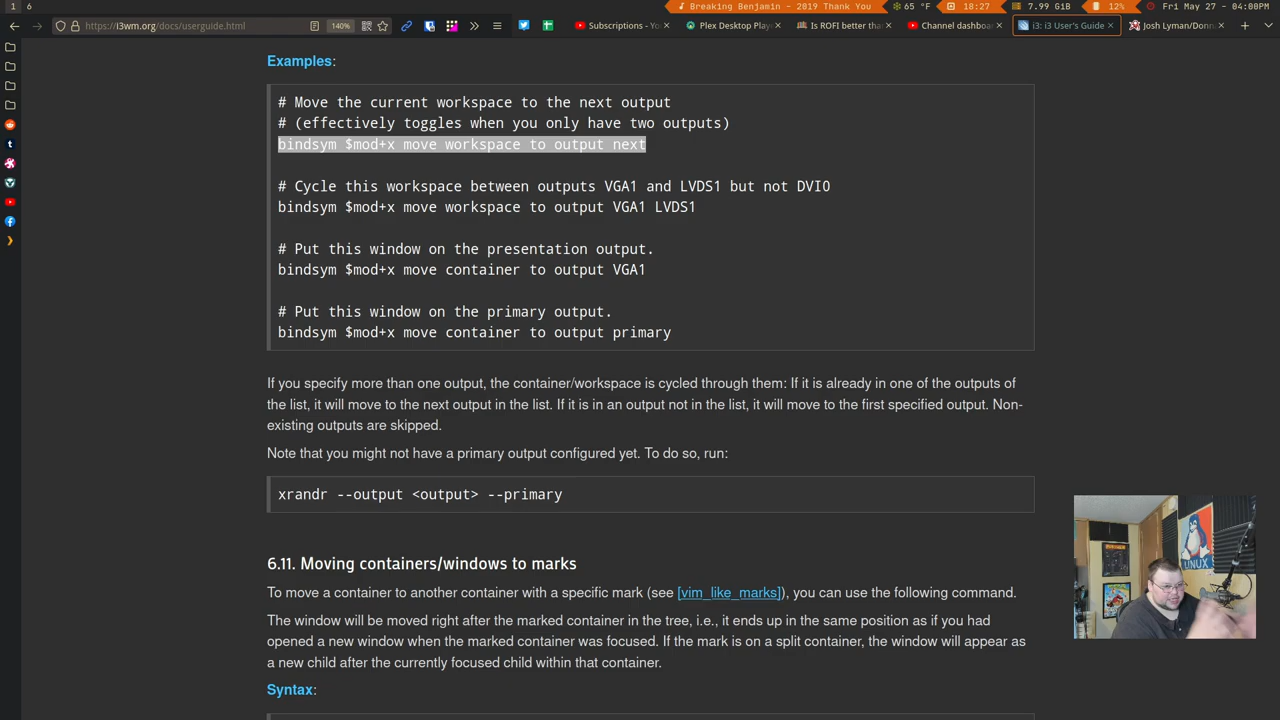 1 6
Breaking Benjamin – 2019 Thank You
65 °F
18:27
7.99 GiB
12%
Fri May 27 - 04:00PM
https://i3wm.org/docs/userguide.html
140%
Subscriptions - Yo
Plex Desktop Playe
Is ROFI better tha
Channel dashboa
i3: i3 User's Guide
Josh Lyman/Donn
Examples:
# Move the current workspace to the next output
# (effectively toggles when you only have two outputs)
bindsym $mod+x move workspace to output next
# Cycle this workspace between outputs VGA1 and LVDS1 but not DVI0
bindsym $mod+x move workspace to output VGA1 LVDS1
# Put this window on the presentation output.
bindsym $mod+x move container to output VGA1
# Put this window on the primary output.
bindsym $mod+x move container to output primary
If you specify more than one output, the container/workspace is cycled through them: If it is already in one of the outputs of
the list, it will move to the next output in the list. If it is in an output not in the list, it will move to the first specified output. Non-
existing outputs are skipped.
Note that you might not have a primary output configured yet. To do so, run:
xrandr --output <output> --primary
6.11. Moving containers/windows to marks
To move a container to another container with a specific mark (see [vim_like_marks]), you can use the following command.
The window will be moved right after the marked container in the tree, i.e., it ends up in the same position as if you had
opened a new window when the marked container was focused. If the mark is on a split container, the window will appear as
a new child after the currently focused child within that container.
Syntax:
LINUX